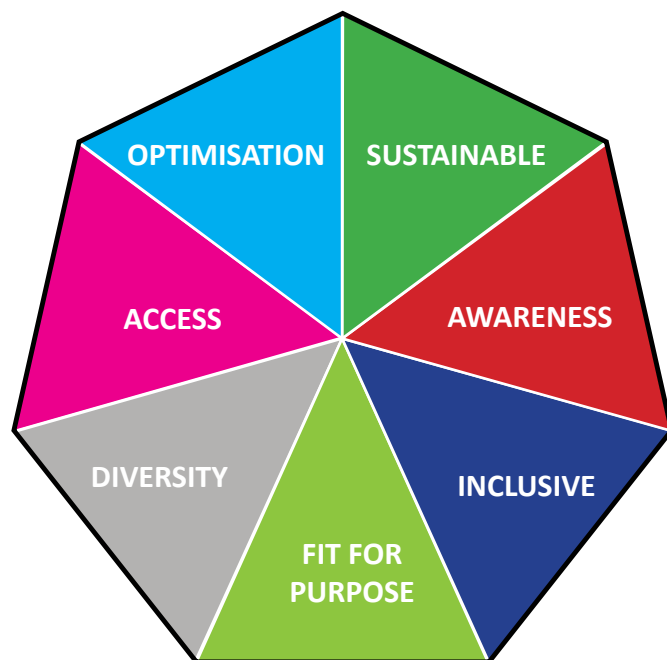 OPTIMISATION
SUSTAINABLE
ACCESS
AWARENESS
DIVERSITY
INCLUSIVE
FIT FOR
PURPOSE